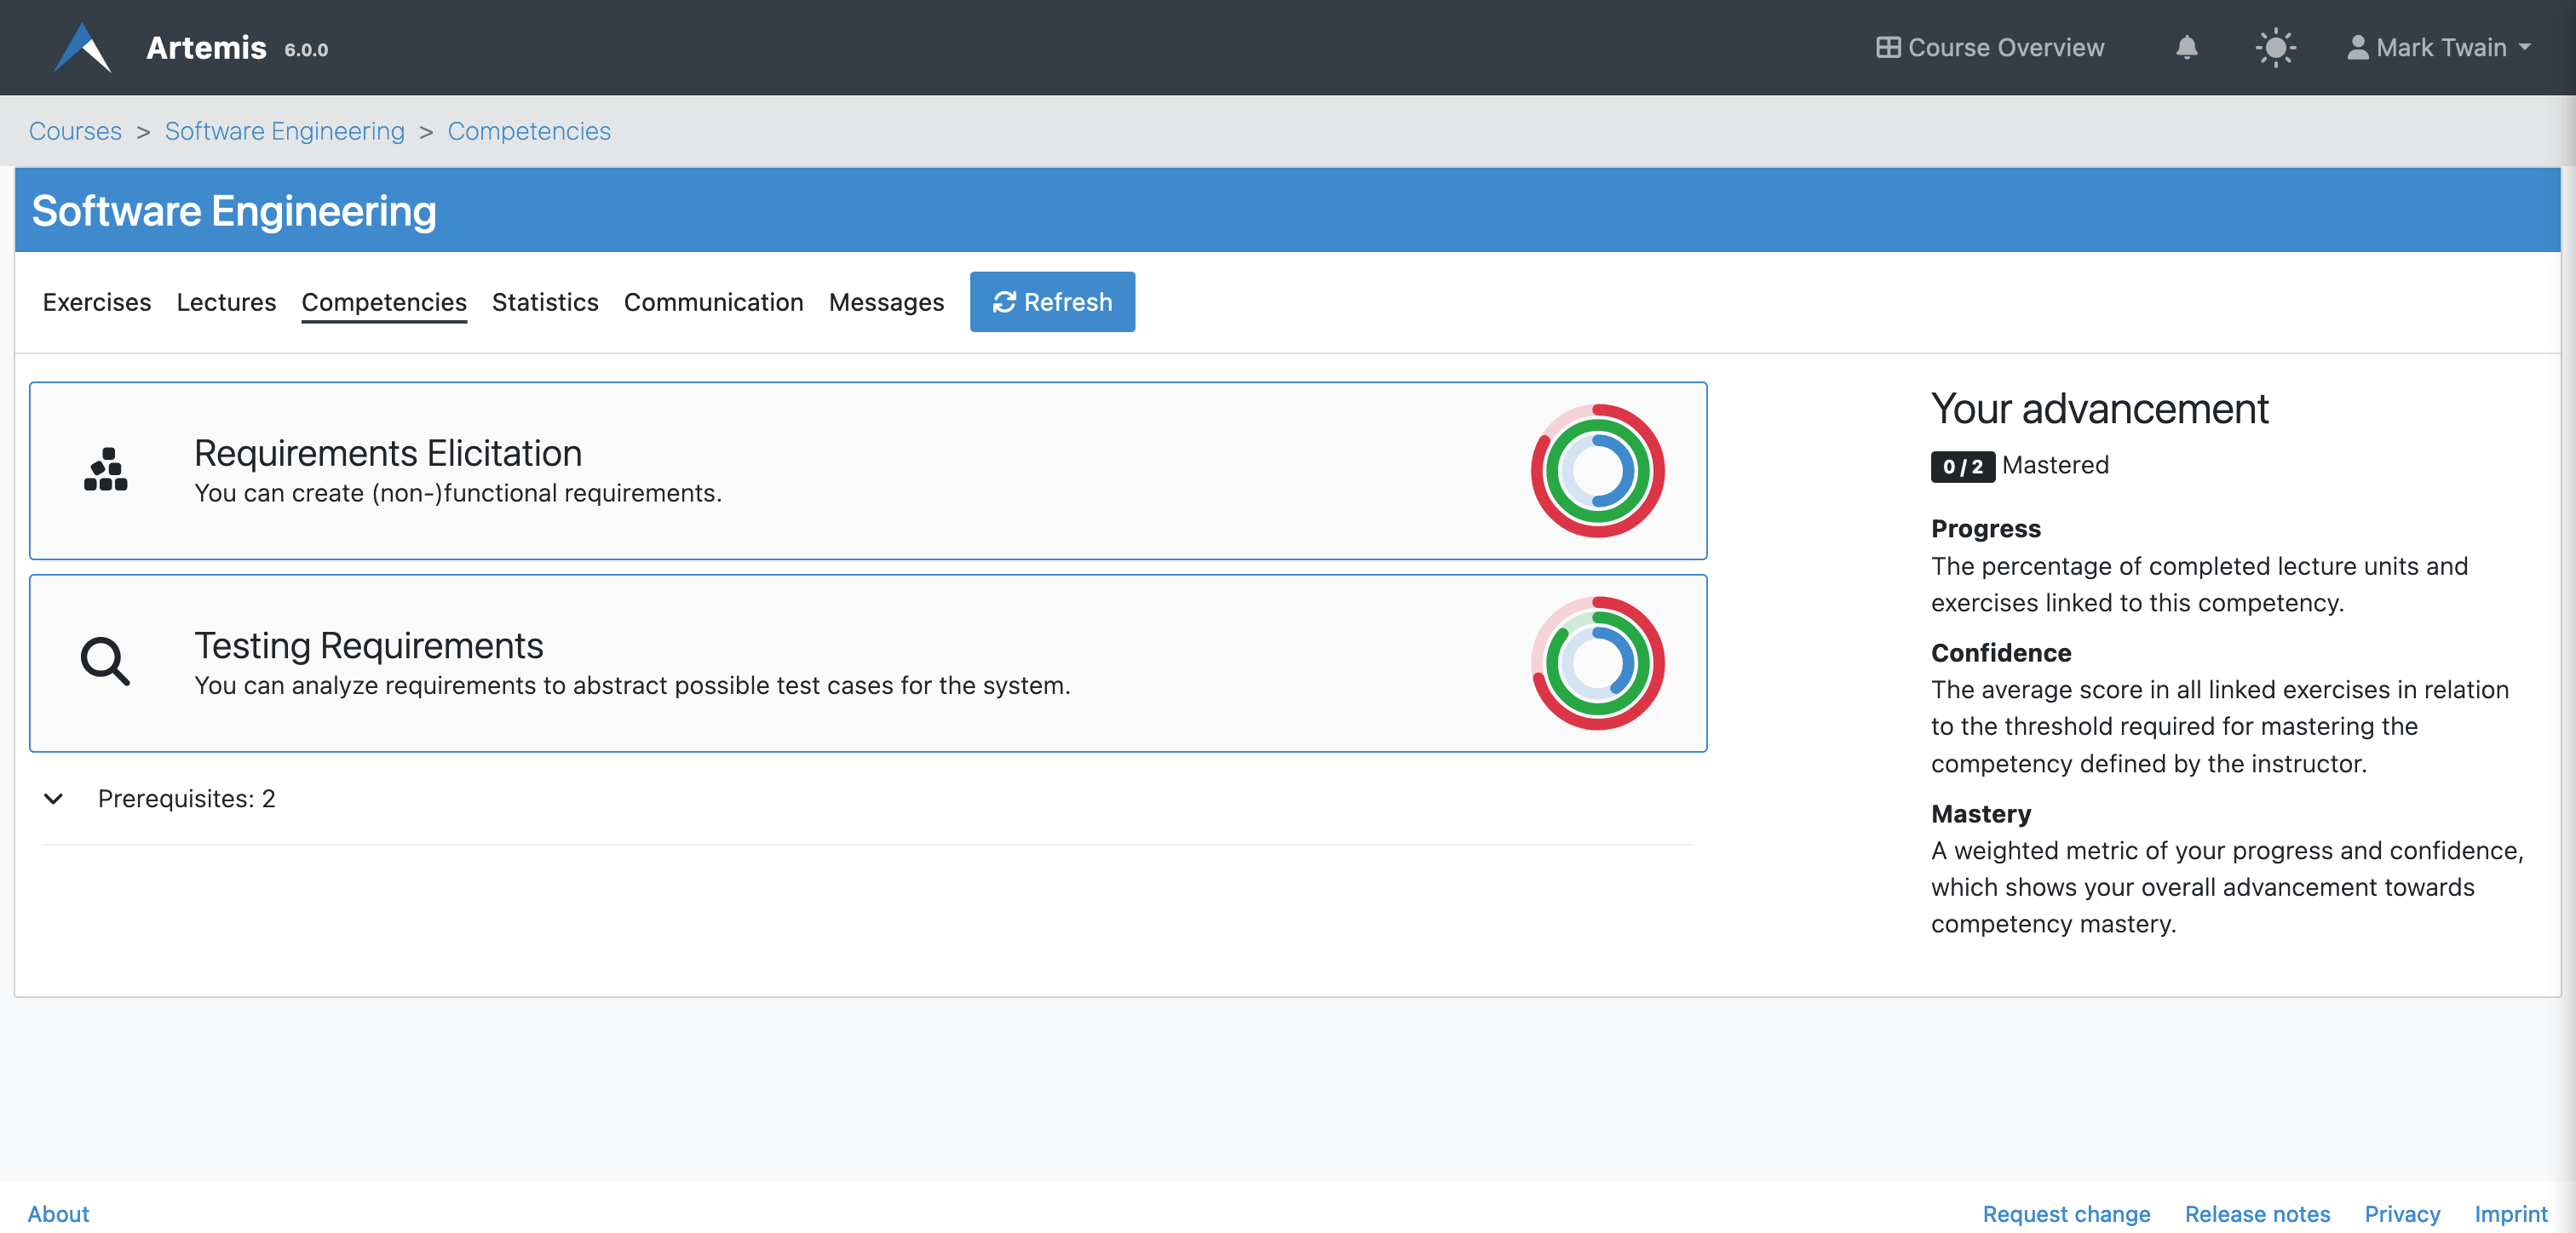 Artemis 6.0.0
Course Overview
Mark Twain
Courses > Software Engineering > Competencies
Software Engineering
Exercises Lectures Competencies Statistics Communication Messages Refresh
Requirements Elicitation
You can create (non-)functional requirements.
Testing Requirements
You can analyze requirements to abstract possible test cases for the system.
Prerequisites: 2
Your advancement
0 / 2 Mastered
Progress
The percentage of completed lecture units and
exercises linked to this competency.
Confidence
The average score in all linked exercises in relation
to the threshold required for mastering the
competency defined by the instructor.
Mastery
A weighted metric of your progress and confidence,
which shows your overall advancement towards
competency mastery.
About
Request change Release notes Privacy Imprint